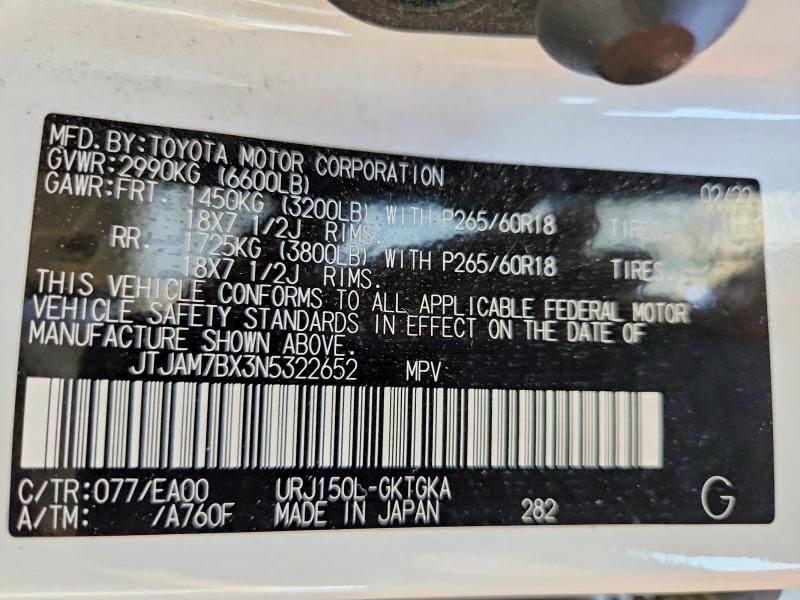 MFD.BY:TOYOTA MOTOR CORPORATION 02/22
GVWR:2990KG (6600LB)
GAWR:FRT. 1450KG (3200LB) WITH P265/60R18 TIRES.
18X7 1/2J RIMS.
RR. 1725KG (3800LB) WITH P265/60R18 TIRES.
18X7 1/2J RIMS.
THIS VEHICLE CONFORMS TO ALL APPLICABLE FEDERAL MOTOR
VEHICLE SAFETY STANDARDS IN EFFECT ON THE DATE OF
MANUFACTURE SHOWN ABOVE.
JTJAM7BX3N5322652 MPV
C/TR:077/EA00 URJ150L-GKTGKA
A/TM: /A760F MADE IN JAPAN 282 G